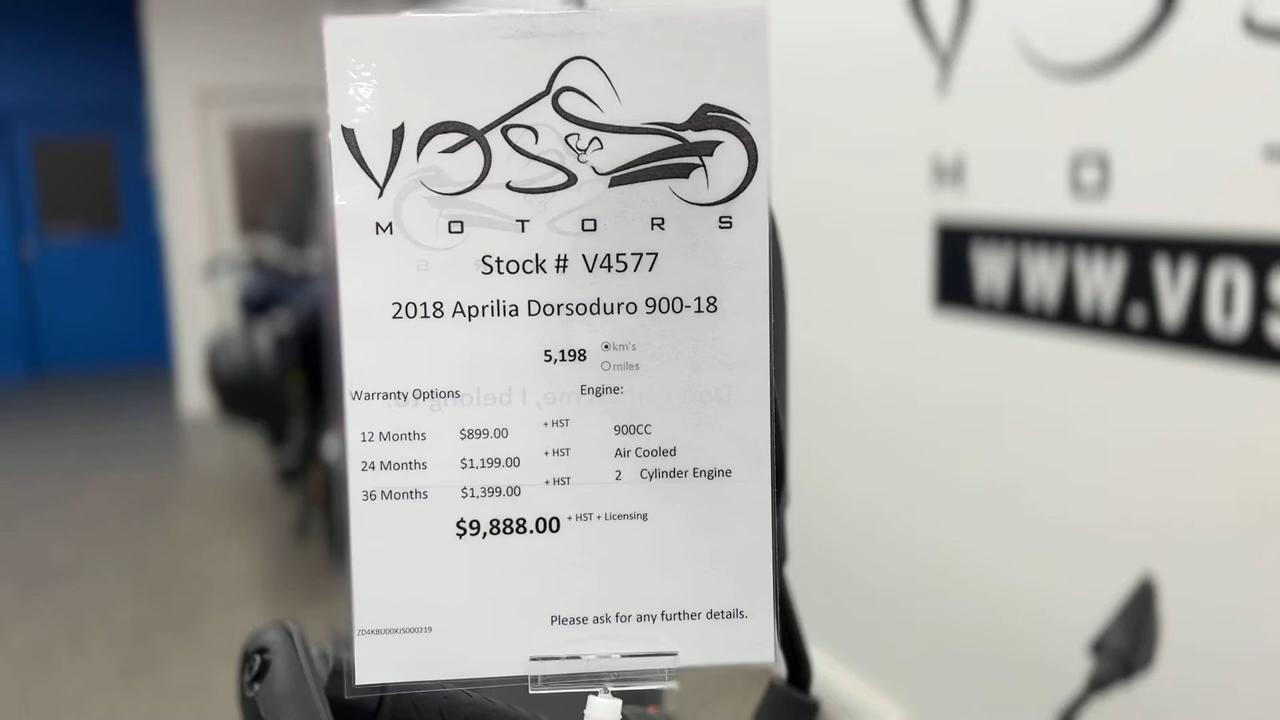 VOS
MOTORS
Stock # V4577
2018 Aprilia Dorsoduro 900-18
5,198 km's
miles
Warranty Options Engine:
12 Months $899.00 + HST 900CC
24 Months $1,199.00 + HST Air Cooled
36 Months $1,399.00 + HST 2 Cylinder Engine
$9,888.00 + HST + Licensing
Please ask for any further details.
ZD4KBU00XJS000219
VOS
MOT
WWW.VOS